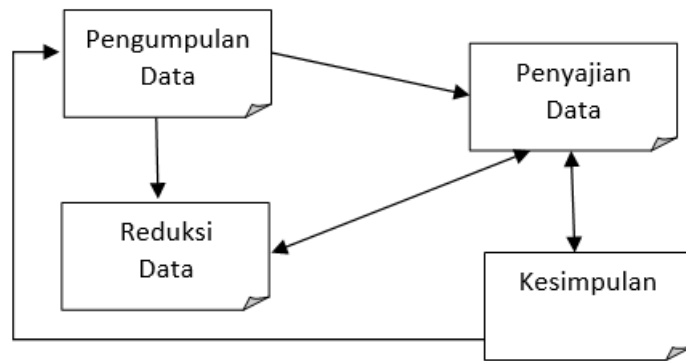 Pengumpulan
Data
Penyajian
Data
Reduksi
Data
Kesimpulan